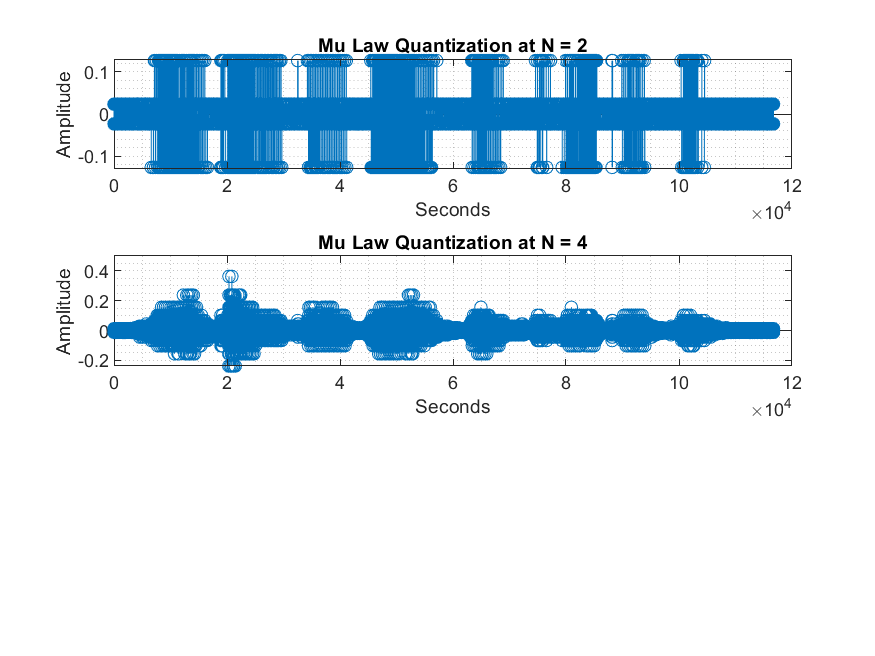 Mu Law Quantization at N = 2
Amplitude
0.1
0
-0.1
0 2 4 6 8 10 12
Seconds
×10^4
Mu Law Quantization at N = 4
Amplitude
0.4
0.2
0
-0.2
0 2 4 6 8 10 12
Seconds
×10^4